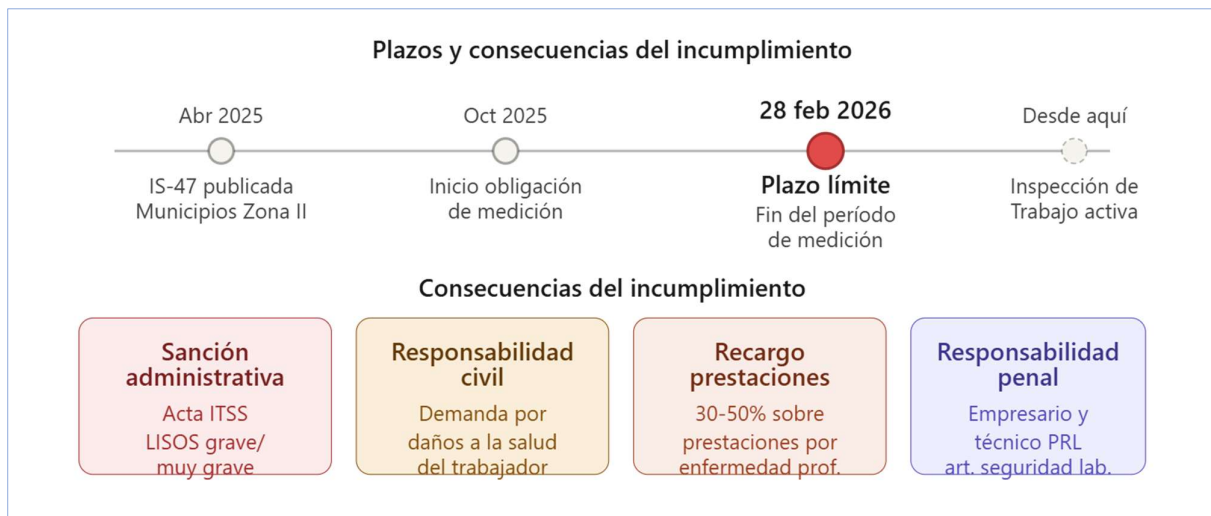 Plazos y consecuencias del incumplimiento
Abr 2025
IS-47 publicada
Municipios Zona II
Oct 2025
Inicio obligación
de medición
28 feb 2026
Plazo límite
Fin del período
de medición
Desde aquí
Inspección de
Trabajo activa
Consecuencias del incumplimiento
Sanción
administrativa
Acta ITSS
LISOS grave/
muy grave
Responsabilidad
civil
Demanda por
daños a la salud
del trabajador
Recargo
prestaciones
30-50% sobre
prestaciones por
enfermedad prof.
Responsabilidad
penal
Empresario y
técnico PRL
art. seguridad lab.